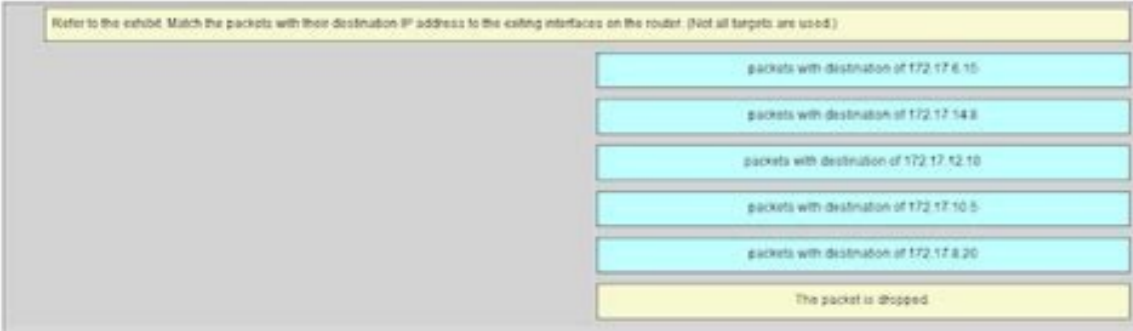 Refer to the exhibit. Match the packets with their destination IP address to the exiting interfaces on the router. (Not all targets are used.)
packets with destination of 172.17.6.15
packets with destination of 172.17.14.8
packets with destination of 172.17.12.10
packets with destination of 172.17.10.5
packets with destination of 172.17.8.20
The packet is dropped.